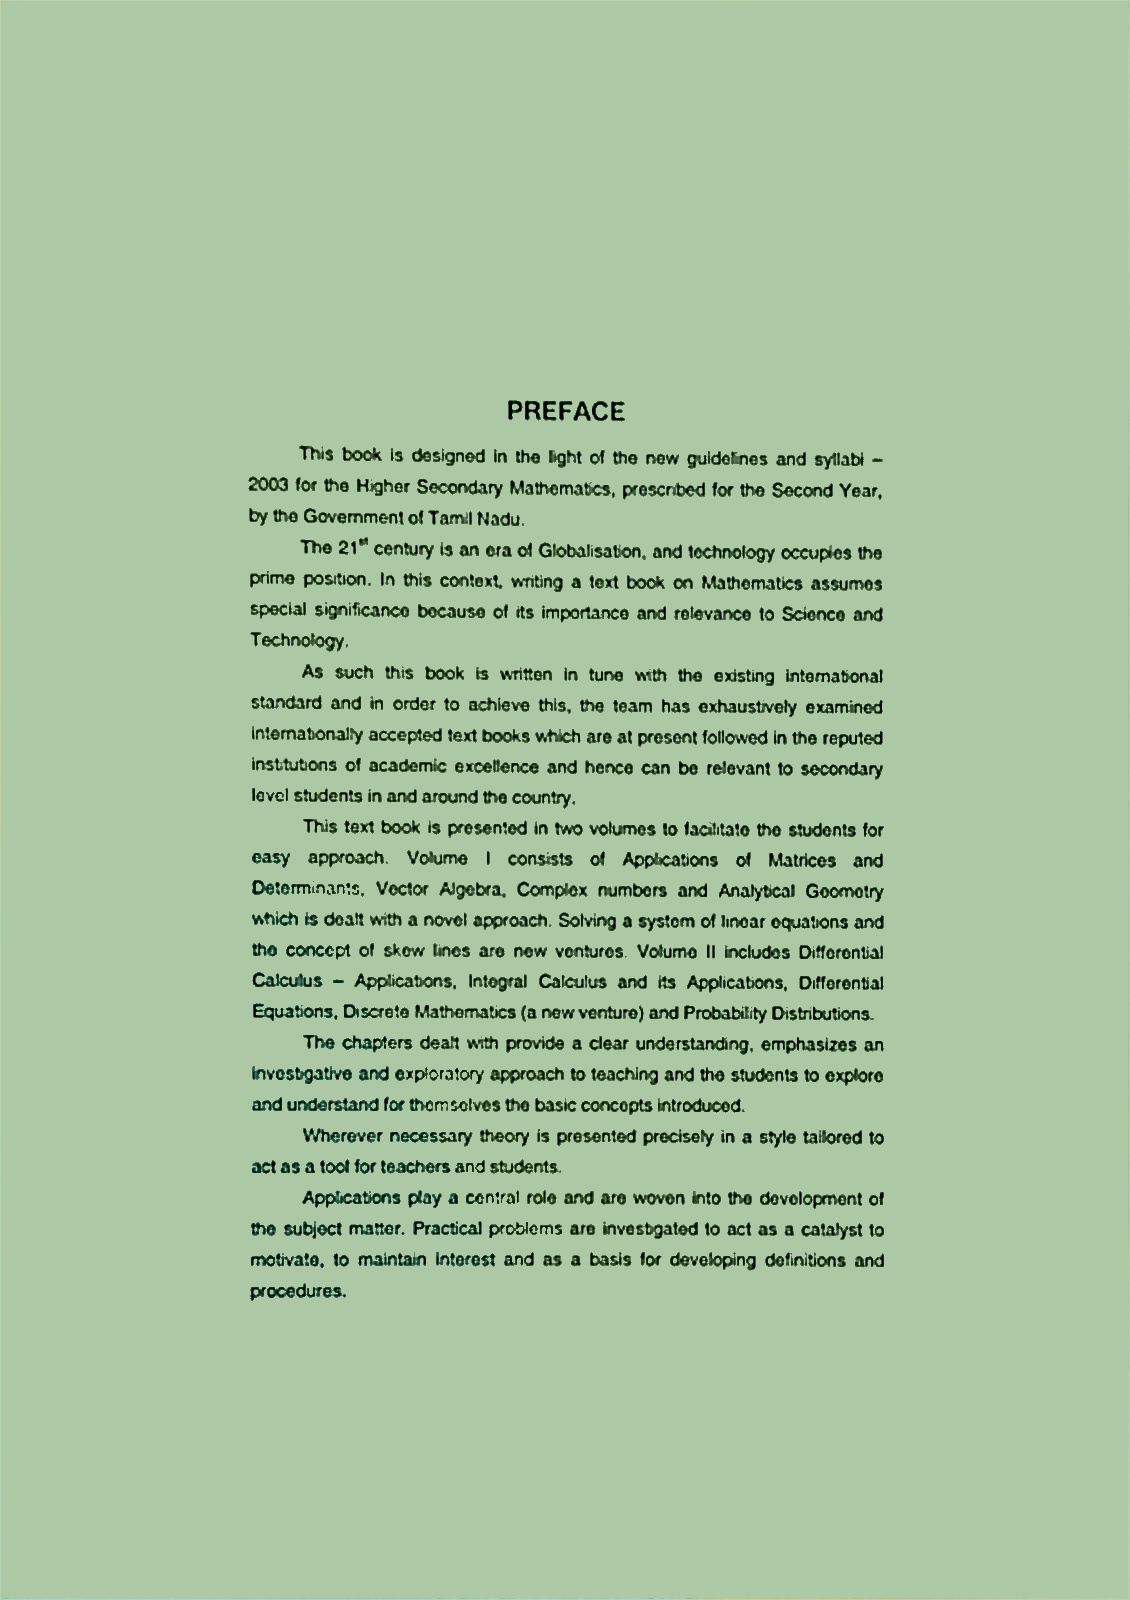 PREFACE
This book is designed in the light of the new guidelines and syllabi –
2003 for the Higher Secondary Mathematics, prescribed for the Second Year,
by the Government of Tamil Nadu.
The 21st century is an era of Globalisation, and technology occupies the
prime position. In this context, writing a text book on Mathematics assumes
special significance because of its importance and relevance to Science and
Technology.
As such this book is written in tune with the existing international
standard and in order to achieve this, the team has exhaustively examined
internationally accepted text books which are at present followed in the reputed
institutions of academic excellence and hence can be relevant to secondary
level students in and around the country.
This text book is presented in two volumes to facilitate the students for
easy approach. Volume I consists of Applications of Matrices and
Determinants, Vector Algebra, Complex numbers and Analytical Geometry
which is dealt with a novel approach. Solving a system of linear equations and
the concept of skew lines are new ventures. Volume II includes Differential
Calculus – Applications, Integral Calculus and its Applications, Differential
Equations, Discrete Mathematics (a new venture) and Probability Distributions.
The chapters dealt with provide a clear understanding, emphasizes an
investigative and exploratory approach to teaching and the students to explore
and understand for themselves the basic concepts introduced.
Wherever necessary theory is presented precisely in a style tailored to
act as a tool for teachers and students.
Applications play a central role and are woven into the development of
the subject matter. Practical problems are investigated to act as a catalyst to
motivate, to maintain interest and as a basis for developing definitions and
procedures.